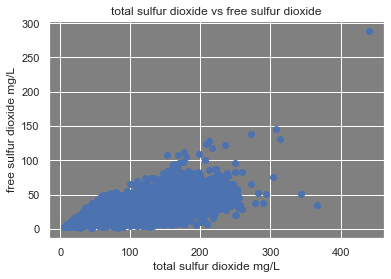 total sulfur dioxide vs free sulfur dioxide
300
250
200
150
100
50
0
free sulfur dioxide mg/L
0 100 200 300 400
total sulfur dioxide mg/L